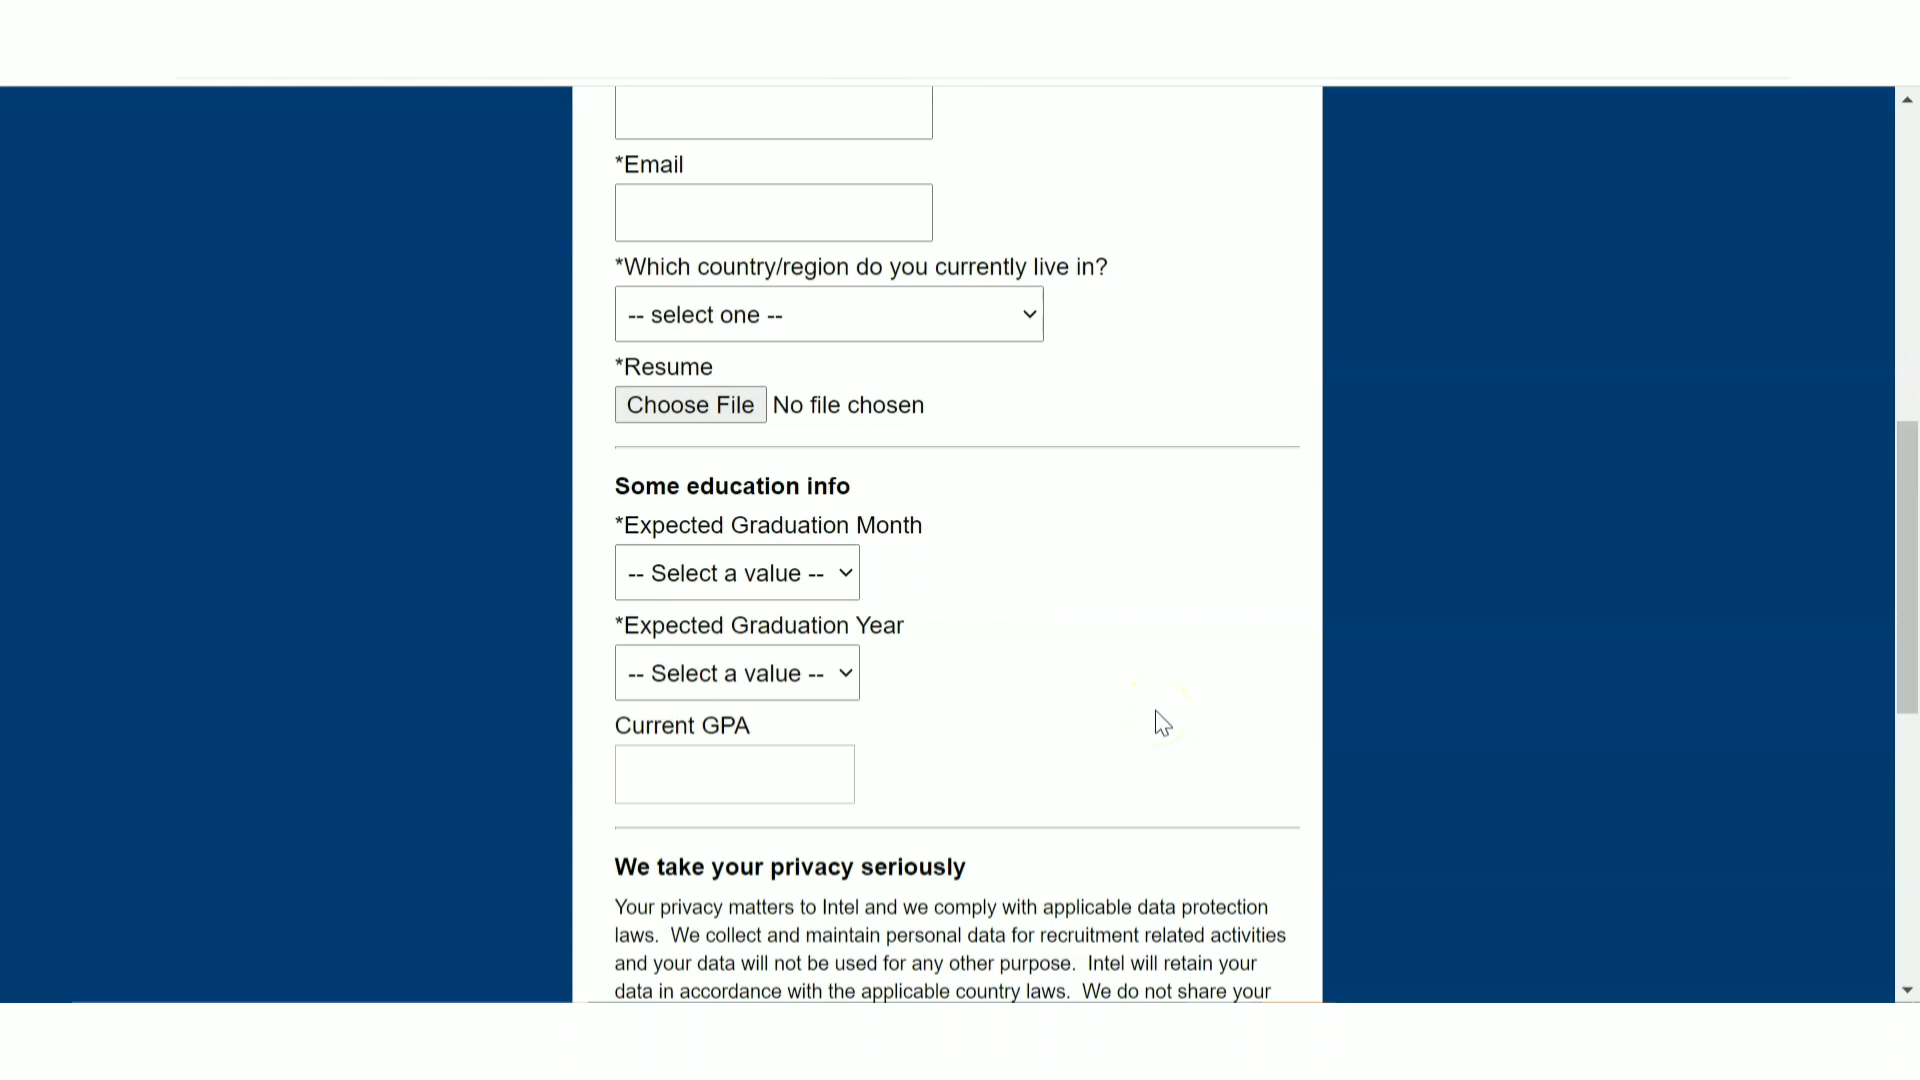 *Email
*Which country/region do you currently live in?
-- select one --
*Resume
Choose File No file chosen
Some education info
*Expected Graduation Month
-- Select a value --
*Expected Graduation Year
-- Select a value --
Current GPA
We take your privacy seriously
Your privacy matters to Intel and we comply with applicable data protection
laws.  We collect and maintain personal data for recruitment related activities
and your data will not be used for any other purpose.  Intel will retain your
data in accordance with the applicable country laws.  We do not share your